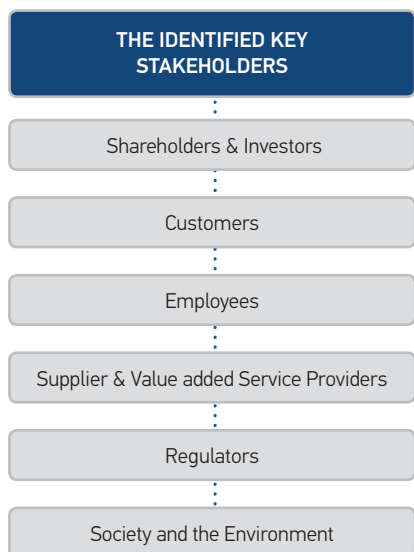 THE IDENTIFIED KEY
STAKEHOLDERS
Shareholders & Investors
Customers
Employees
Supplier & Value added Service Providers
Regulators
Society and the Environment